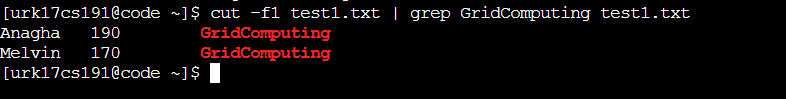 [urk17cs191@code ~]$ cut -f1 test1.txt | grep GridComputing test1.txt
Anagha 190 GridComputing
Melvin 170 GridComputing
[urk17cs191@code ~]$